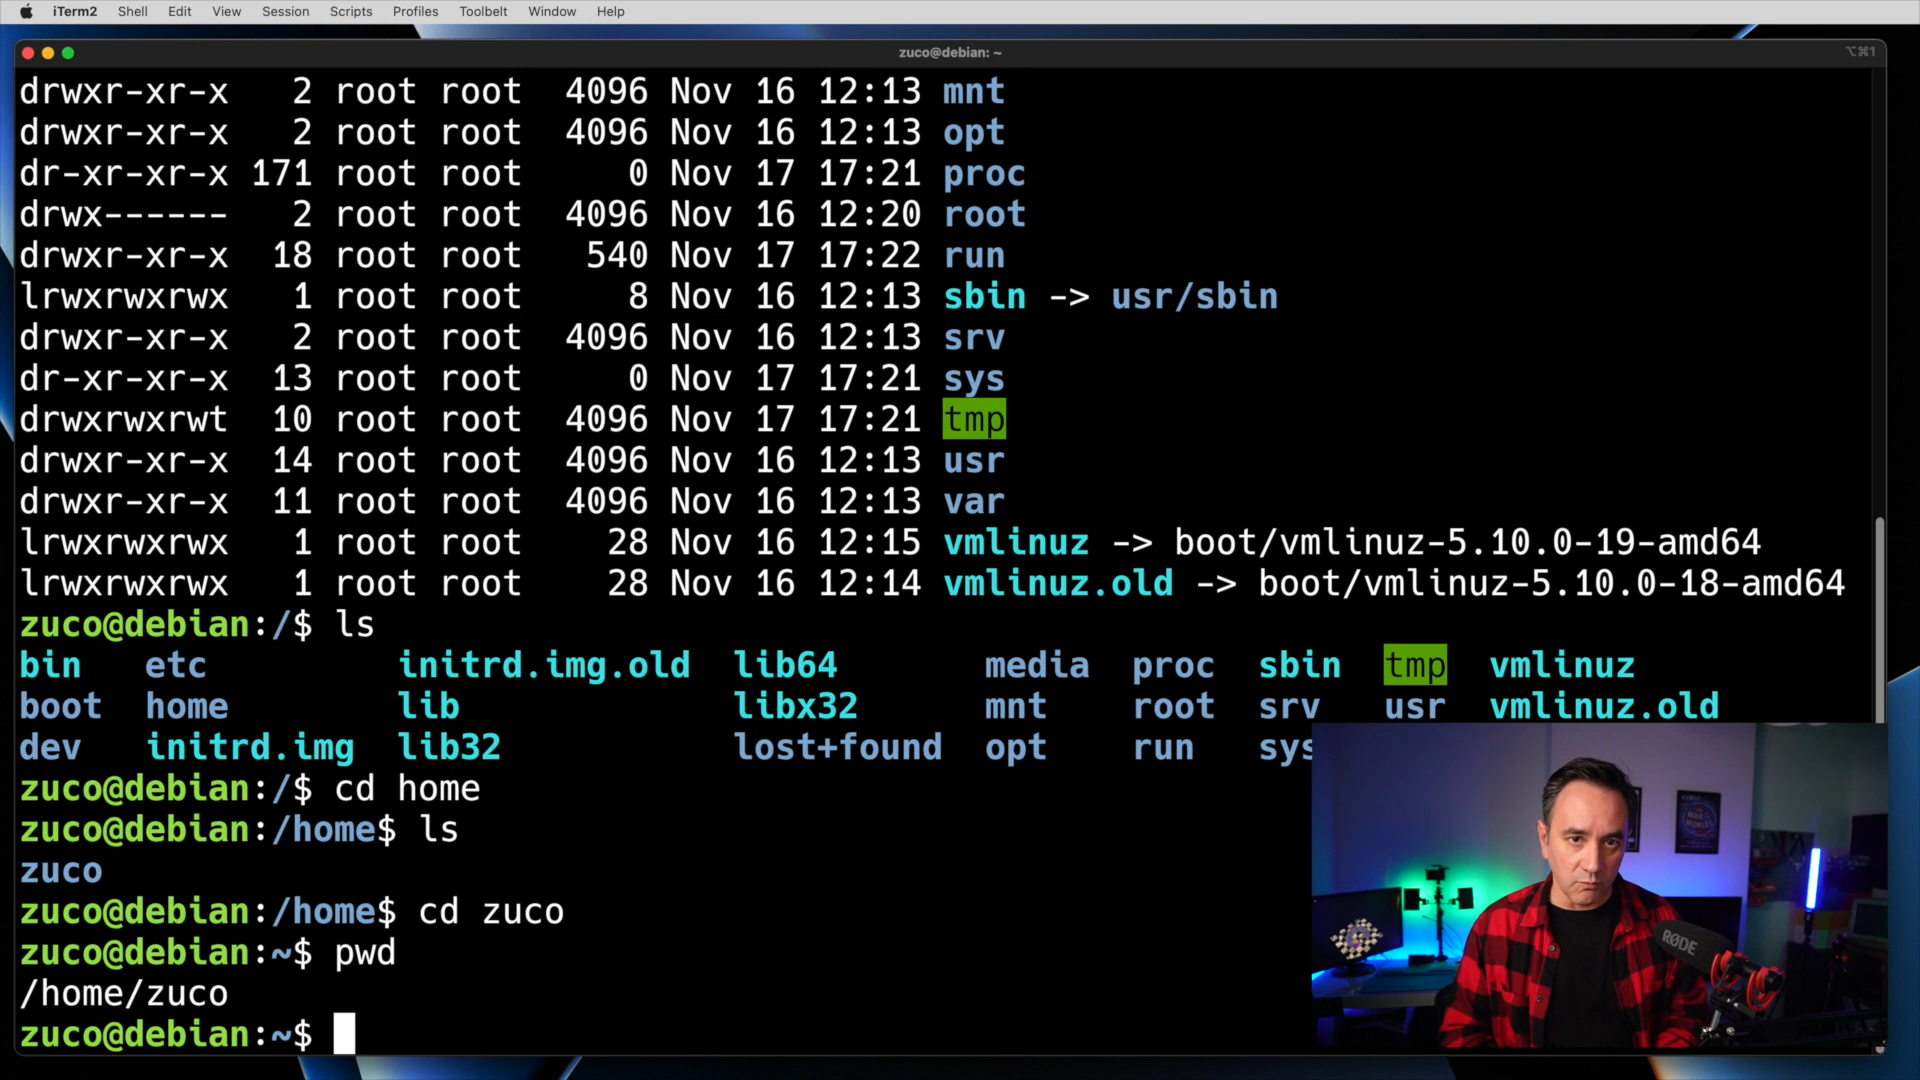 iTerm2 Shell Edit View Session Scripts Profiles Toolbelt Window Help
zuco@debian: ~ ⌥⌘1
drwxr-xr-x   2 root root  4096 Nov 16 12:13 mnt
drwxr-xr-x   2 root root  4096 Nov 16 12:13 opt
dr-xr-xr-x 171 root root     0 Nov 17 17:21 proc
drwx------   2 root root  4096 Nov 16 12:20 root
drwxr-xr-x  18 root root   540 Nov 17 17:22 run
lrwxrwxrwx   1 root root     8 Nov 16 12:13 sbin -> usr/sbin
drwxr-xr-x   2 root root  4096 Nov 16 12:13 srv
dr-xr-xr-x  13 root root     0 Nov 17 17:21 sys
drwxrwxrwt  10 root root  4096 Nov 17 17:21 tmp
drwxr-xr-x  14 root root  4096 Nov 16 12:13 usr
drwxr-xr-x  11 root root  4096 Nov 16 12:13 var
lrwxrwxrwx   1 root root    28 Nov 16 12:15 vmlinuz -> boot/vmlinuz-5.10.0-19-amd64
lrwxrwxrwx   1 root root    28 Nov 16 12:14 vmlinuz.old -> boot/vmlinuz-5.10.0-18-amd64
zuco@debian:/$ ls
bin   etc         initrd.img.old  lib64       media  proc  sbin  tmp  vmlinuz
boot  home        lib             libx32      mnt    root  srv   usr  vmlinuz.old
dev   initrd.img  lib32           lost+found  opt    run   sys
zuco@debian:/$ cd home
zuco@debian:/home$ ls
zuco
zuco@debian:/home$ cd zuco
zuco@debian:~$ pwd
/home/zuco
zuco@debian:~$
RØDE